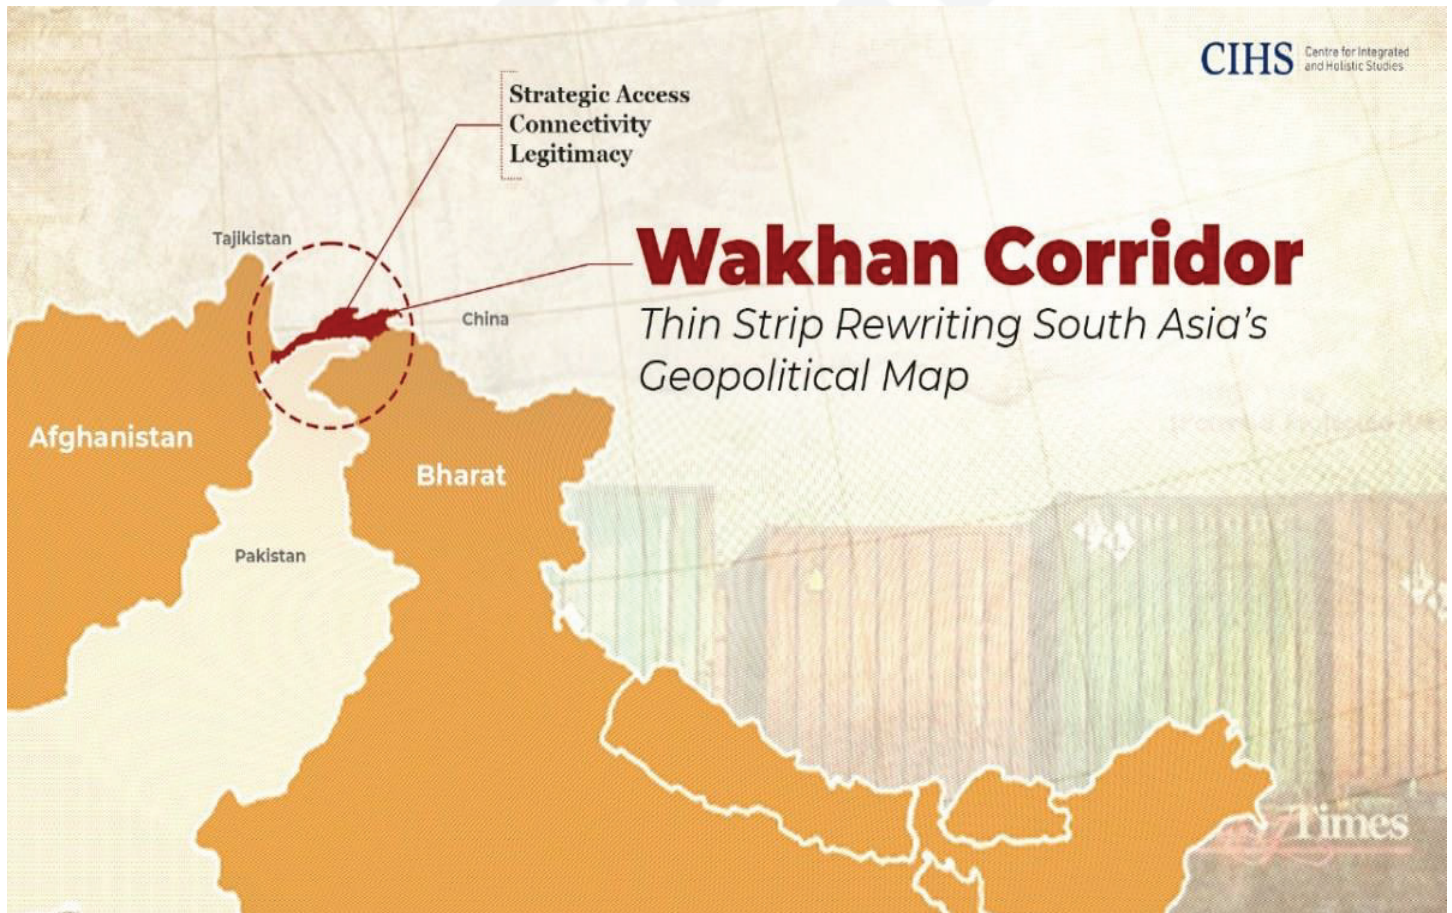 CIHS
Centre for Integrated
and Holistic Studies
Strategic Access
Connectivity
Legitimacy
Wakhan Corridor
Thin Strip Rewriting South Asia's
Geopolitical Map
Tajikistan
China
Afghanistan
Bharat
Pakistan
Times